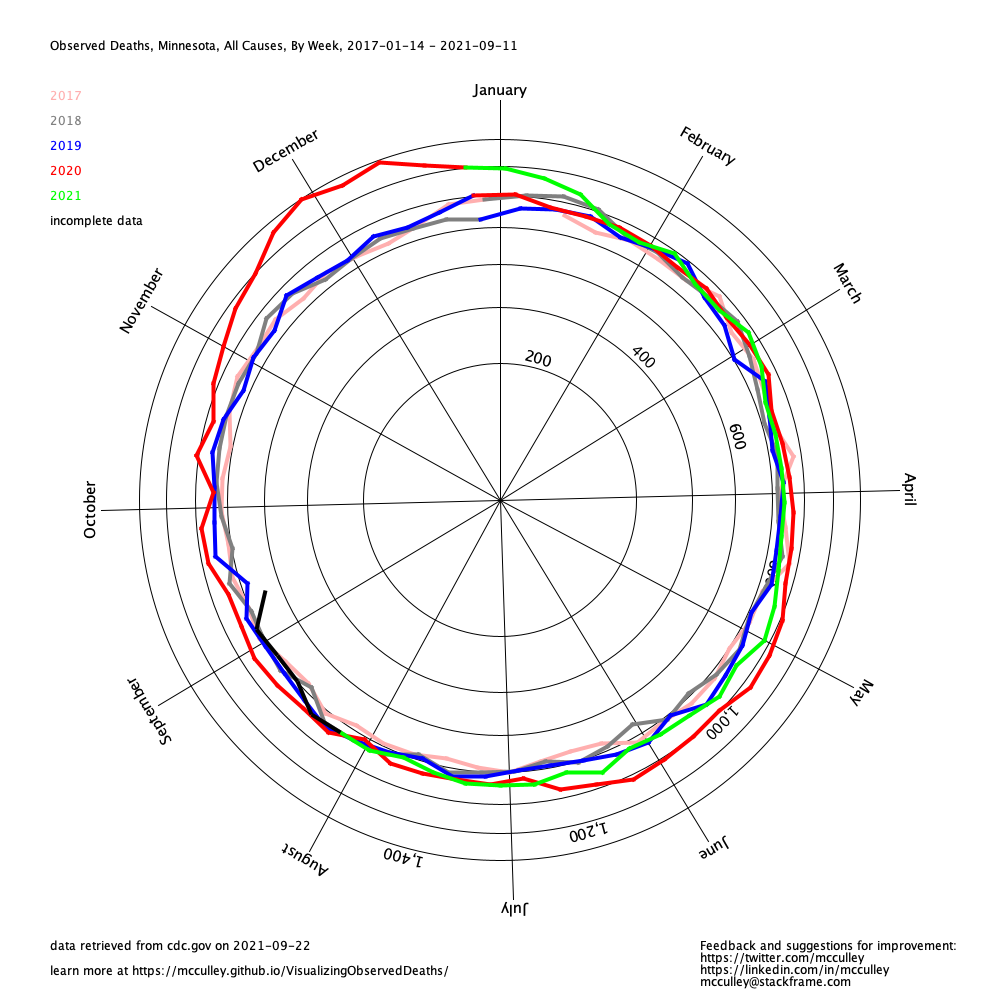 Observed Deaths, Minnesota, All Causes, By Week, 2017-01-14 - 2021-09-11
2017
2018
2019
2020
2021
incomplete data
January
February
March
April
May
June
July
August
September
October
November
December
200
400
600
1,000
1,200
1,400
data retrieved from cdc.gov on 2021-09-22
learn more at https://mcculley.github.io/VisualizingObservedDeaths/
Feedback and suggestions for improvement:
https://twitter.com/mcculley
https://linkedin.com/in/mcculley
mcculley@stackframe.com